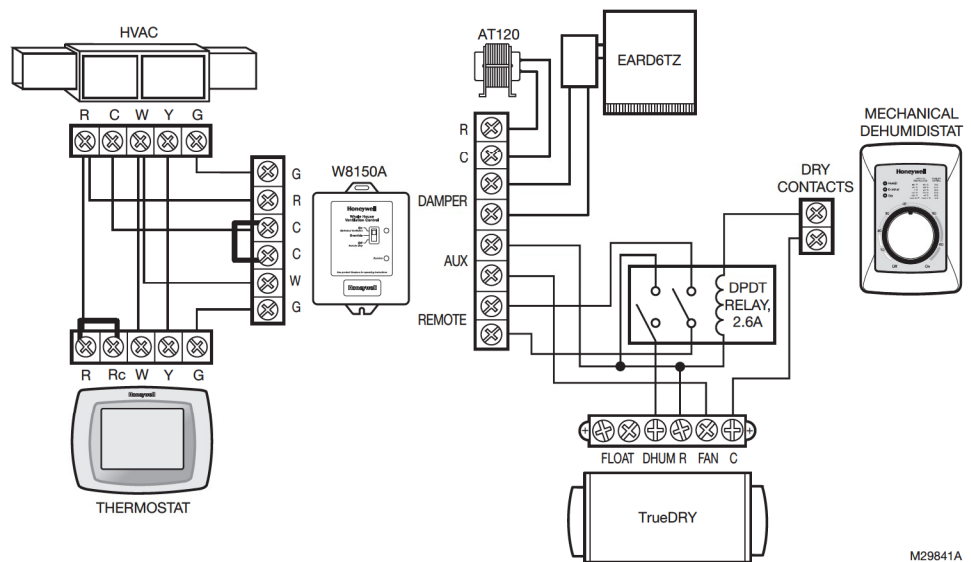 HVAC
R C W Y G
W8150A
G
R
C
C
W
G
Honeywell
Whole House
Ventilation Control
Honeywell
R Rc W Y G
Honeywell
THERMOSTAT
AT120
EARD6TZ
R
C
DAMPER
AUX
REMOTE
DPDT
RELAY,
2.6A
DRY
CONTACTS
MECHANICAL
DEHUMIDISTAT
Honeywell
FLOAT DHUM R FAN C
TrueDRY
M29841A